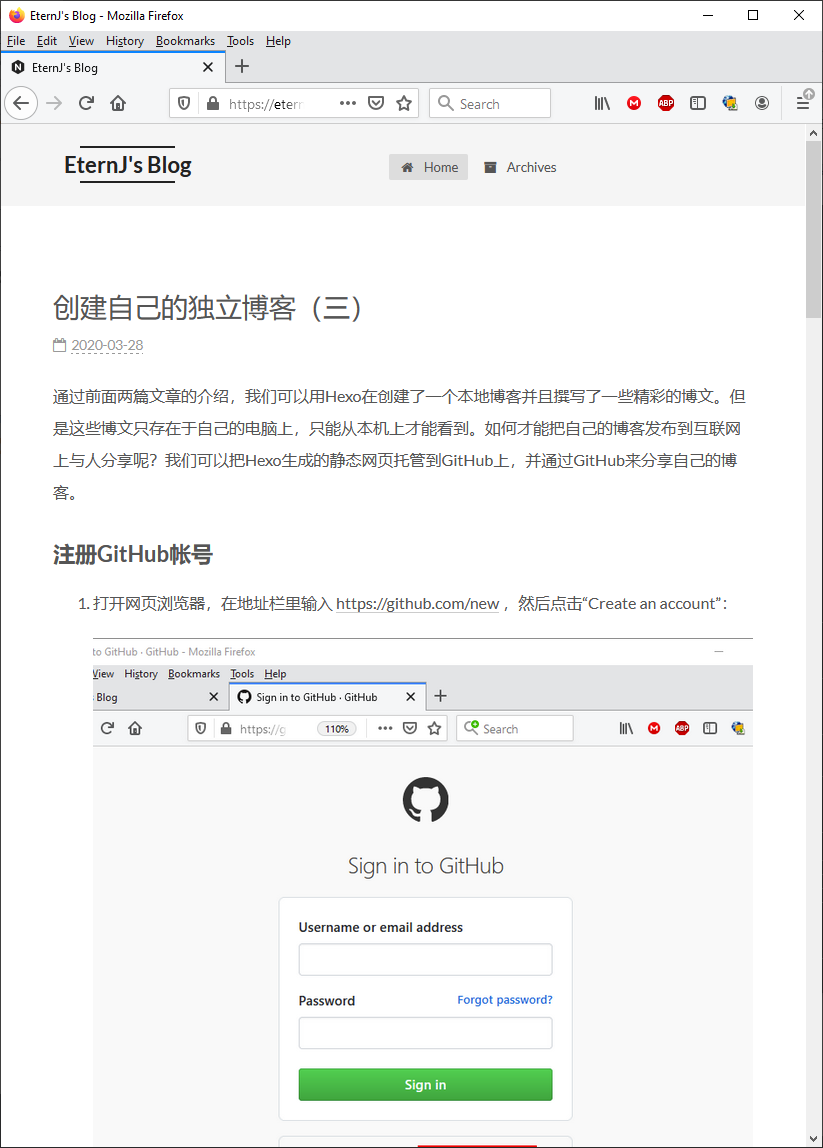 EternJ's Blog - Mozilla Firefox
File Edit View History Bookmarks Tools Help
EternJ's Blog
https://etern
Search
ABP
EternJ's Blog
Home
Archives
创建自己的独立博客（三）
2020-03-28
通过前面两篇文章的介绍，我们可以用Hexo在创建了一个本地博客并且撰写了一些精彩的博文。但
是这些博文只存在于自己的电脑上，只能从本机上才能看到。如何才能把自己的博客发布到互联网
上与人分享呢？我们可以把Hexo生成的静态网页托管到GitHub上，并通过GitHub来分享自己的博
客。
注册GitHub帐号
1. 打开网页浏览器，在地址栏里输入 https://github.com/new ，然后点击“Create an account”：
to GitHub · GitHub - Mozilla Firefox
View History Bookmarks Tools Help
Blog
Sign in to GitHub · GitHub
https://g
110%
Search
ABP
Sign in to GitHub
Username or email address
Password
Forgot password?
Sign in